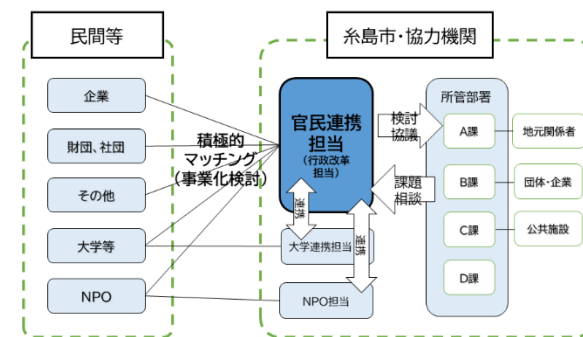 民間等
糸島市・協力機関
企業
財団、社団
その他
大学等
NPO
積極的
マッチング
（事業化検討）
官民連携
担当
（行政改革
担当）
連携
連携
大学連携担当
NPO担当
検討
協議
課題
相談
所管部署
A課
B課
C課
D課
地元関係者
団体・企業
公共施設